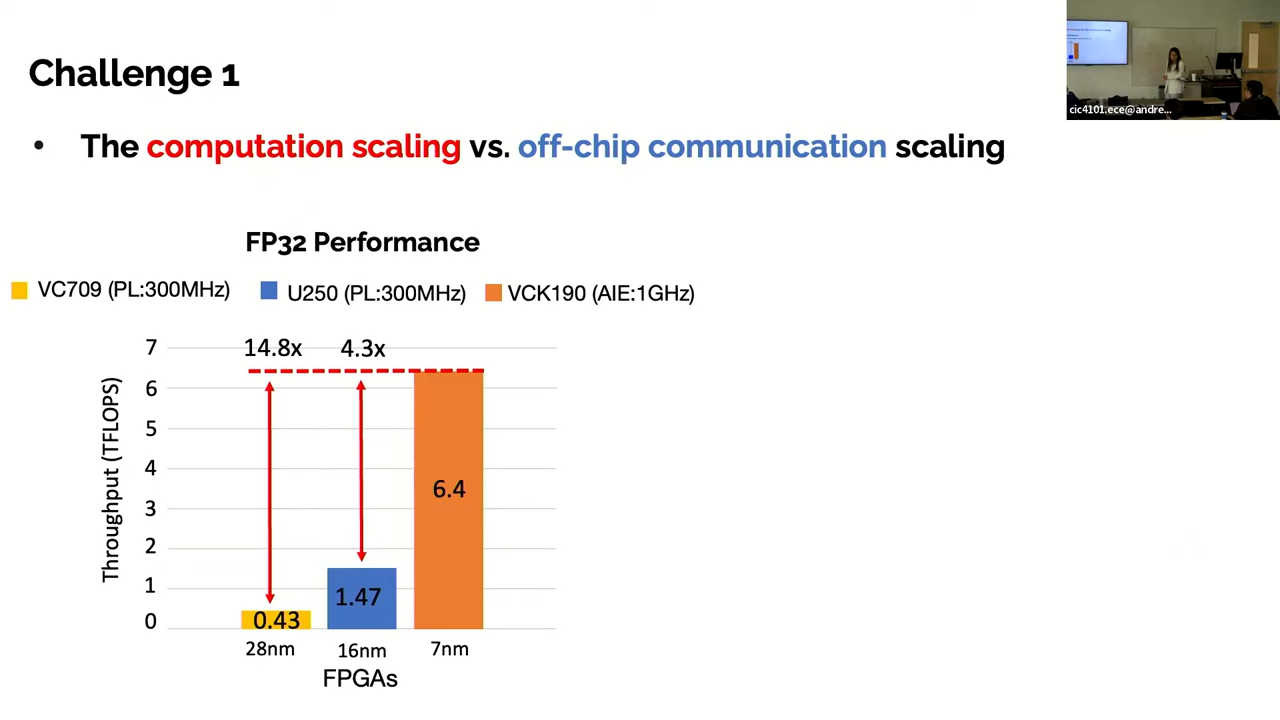 Challenge 1
cic4101.ece@andre...
• The computation scaling vs. off-chip communication scaling
FP32 Performance
VC709 (PL:300MHz) U250 (PL:300MHz) VCK190 (AIE:1GHz)
Throughput (TFLOPS)
7
6
5
4
3
2
1
0
14.8x 4.3x
6.4
1.47
0.43
28nm 16nm 7nm
FPGAs